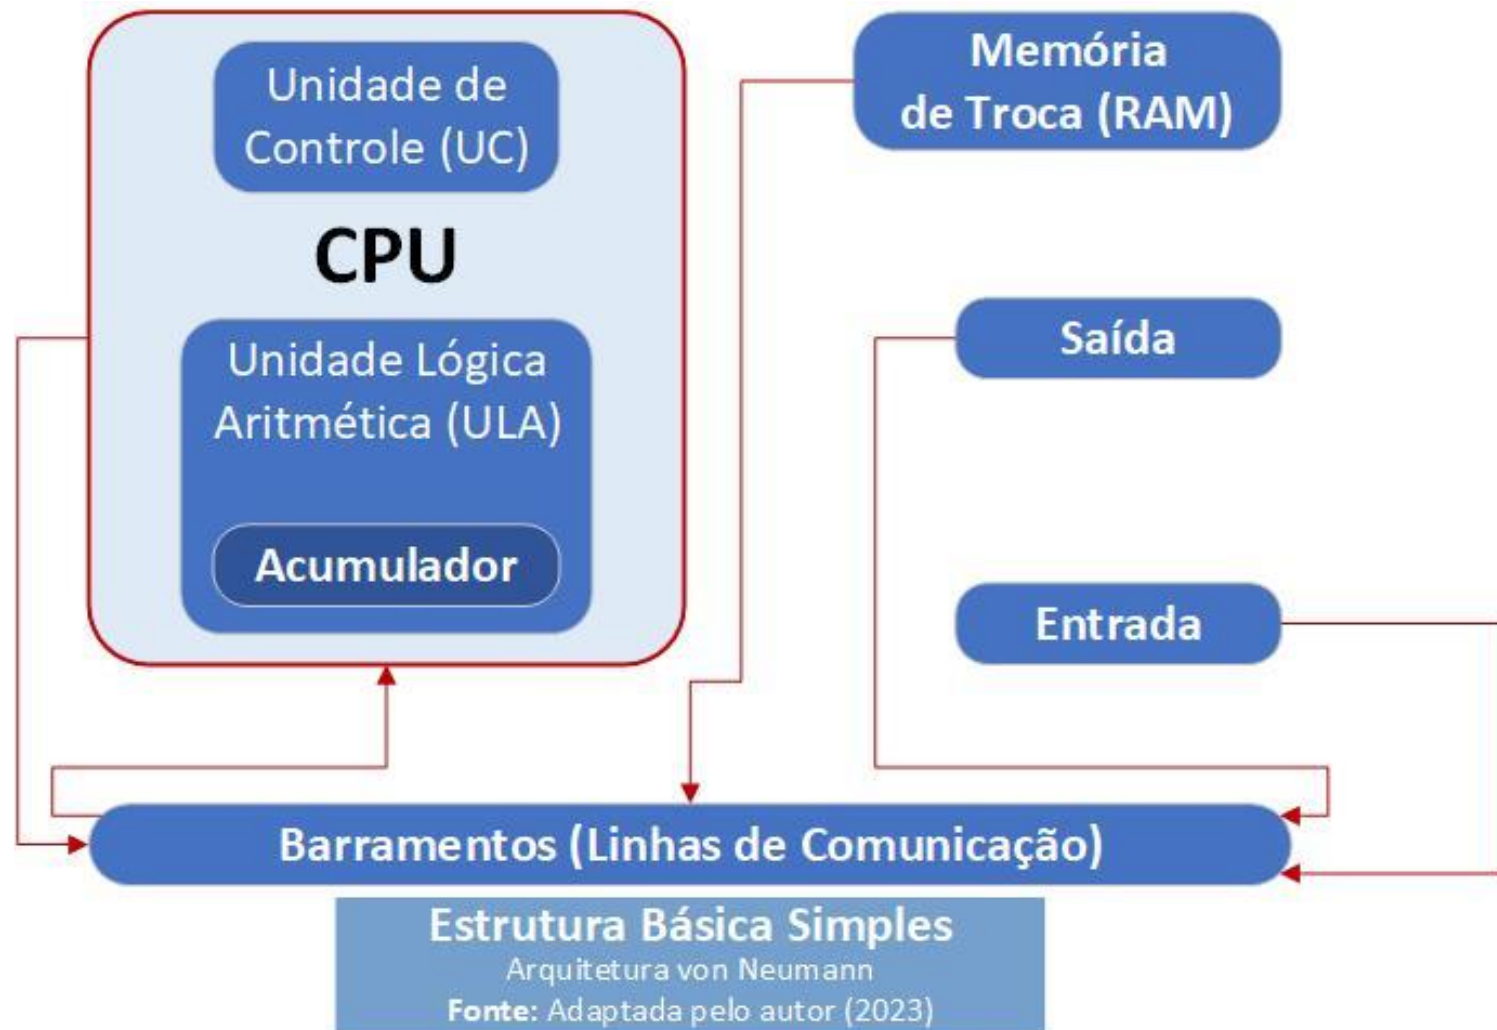 Unidade de
Controle (UC)
CPU
Unidade Lógica
Aritmética (ULA)
Acumulador
Memória
de Troca (RAM)
Saída
Entrada
Barramentos (Linhas de Comunicação)
Estrutura Básica Simples
Arquitetura von Neumann
Fonte: Adaptada pelo autor (2023)